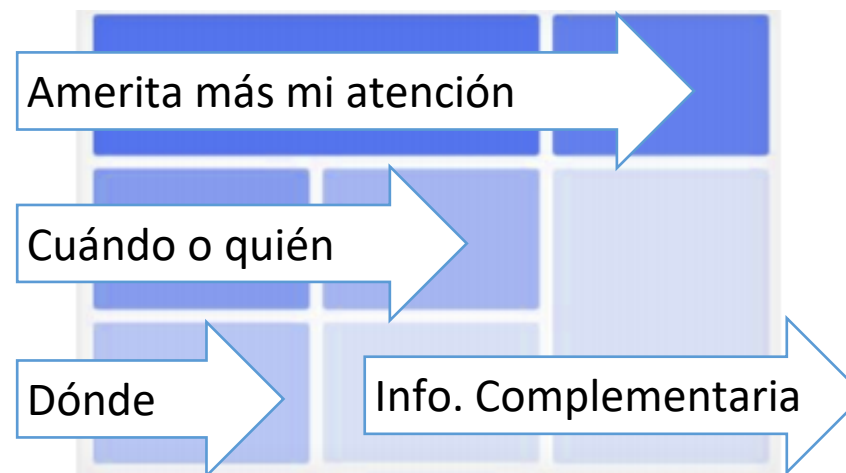 Amerita más mi atención
Cuándo o quién
Dónde
Info. Complementaria